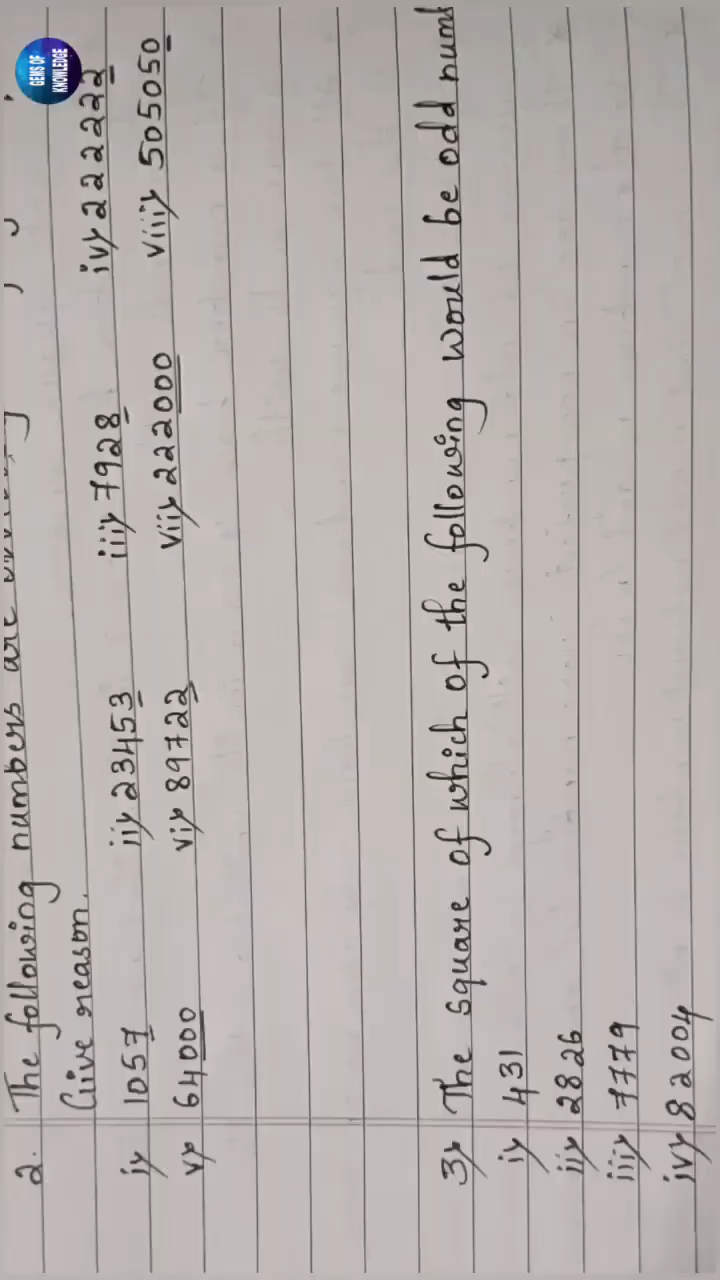 GEMS OF
KNOWLEDGE
2. The following numbers are
Give reason.
i) 1057 ii) 23453 iii) 7928 iv) 222222
v) 64000 vi) 89722 vii) 222000 viii) 505050
3) The square of which of the following would be odd numb
i) 431
ii) 2826
iii) 7779
iv) 82004